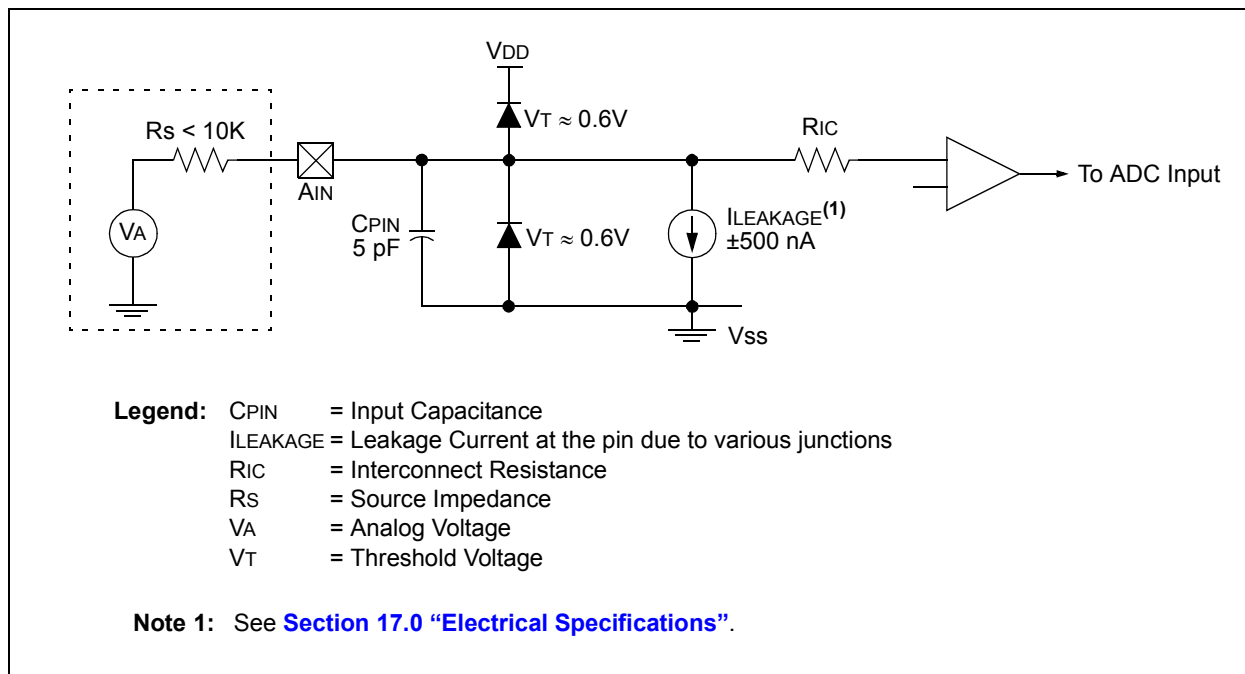 VDD
VT ≈ 0.6V
Rs < 10K
RIC
AIN
To ADC Input
VA
CPIN
5 pF
VT ≈ 0.6V
ILEAKAGE(1)
±500 nA
Vss
Legend: CPIN = Input Capacitance
ILEAKAGE = Leakage Current at the pin due to various junctions
RIC = Interconnect Resistance
RS = Source Impedance
VA = Analog Voltage
VT = Threshold Voltage
Note 1: See Section 17.0 “Electrical Specifications”.